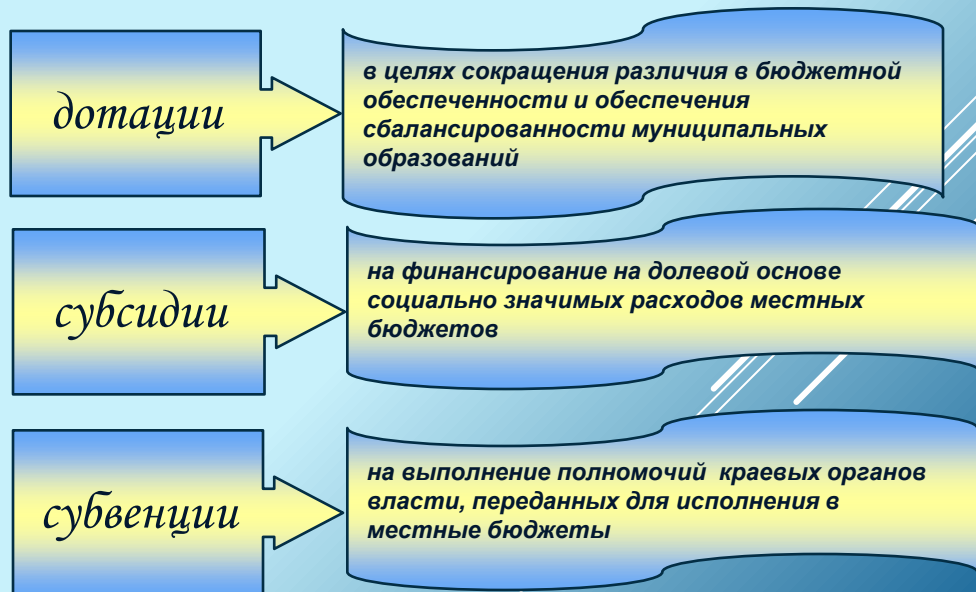 дотации
в целях сокращения различия в бюджетной
обеспеченности и обеспечения
сбалансированности муниципальных
образований
субсидии
на финансирование на долевой основе
социально значимых расходов местных
бюджетов
субвенции
на выполнение полномочий краевых органов
власти, переданных для исполнения в
местные бюджеты